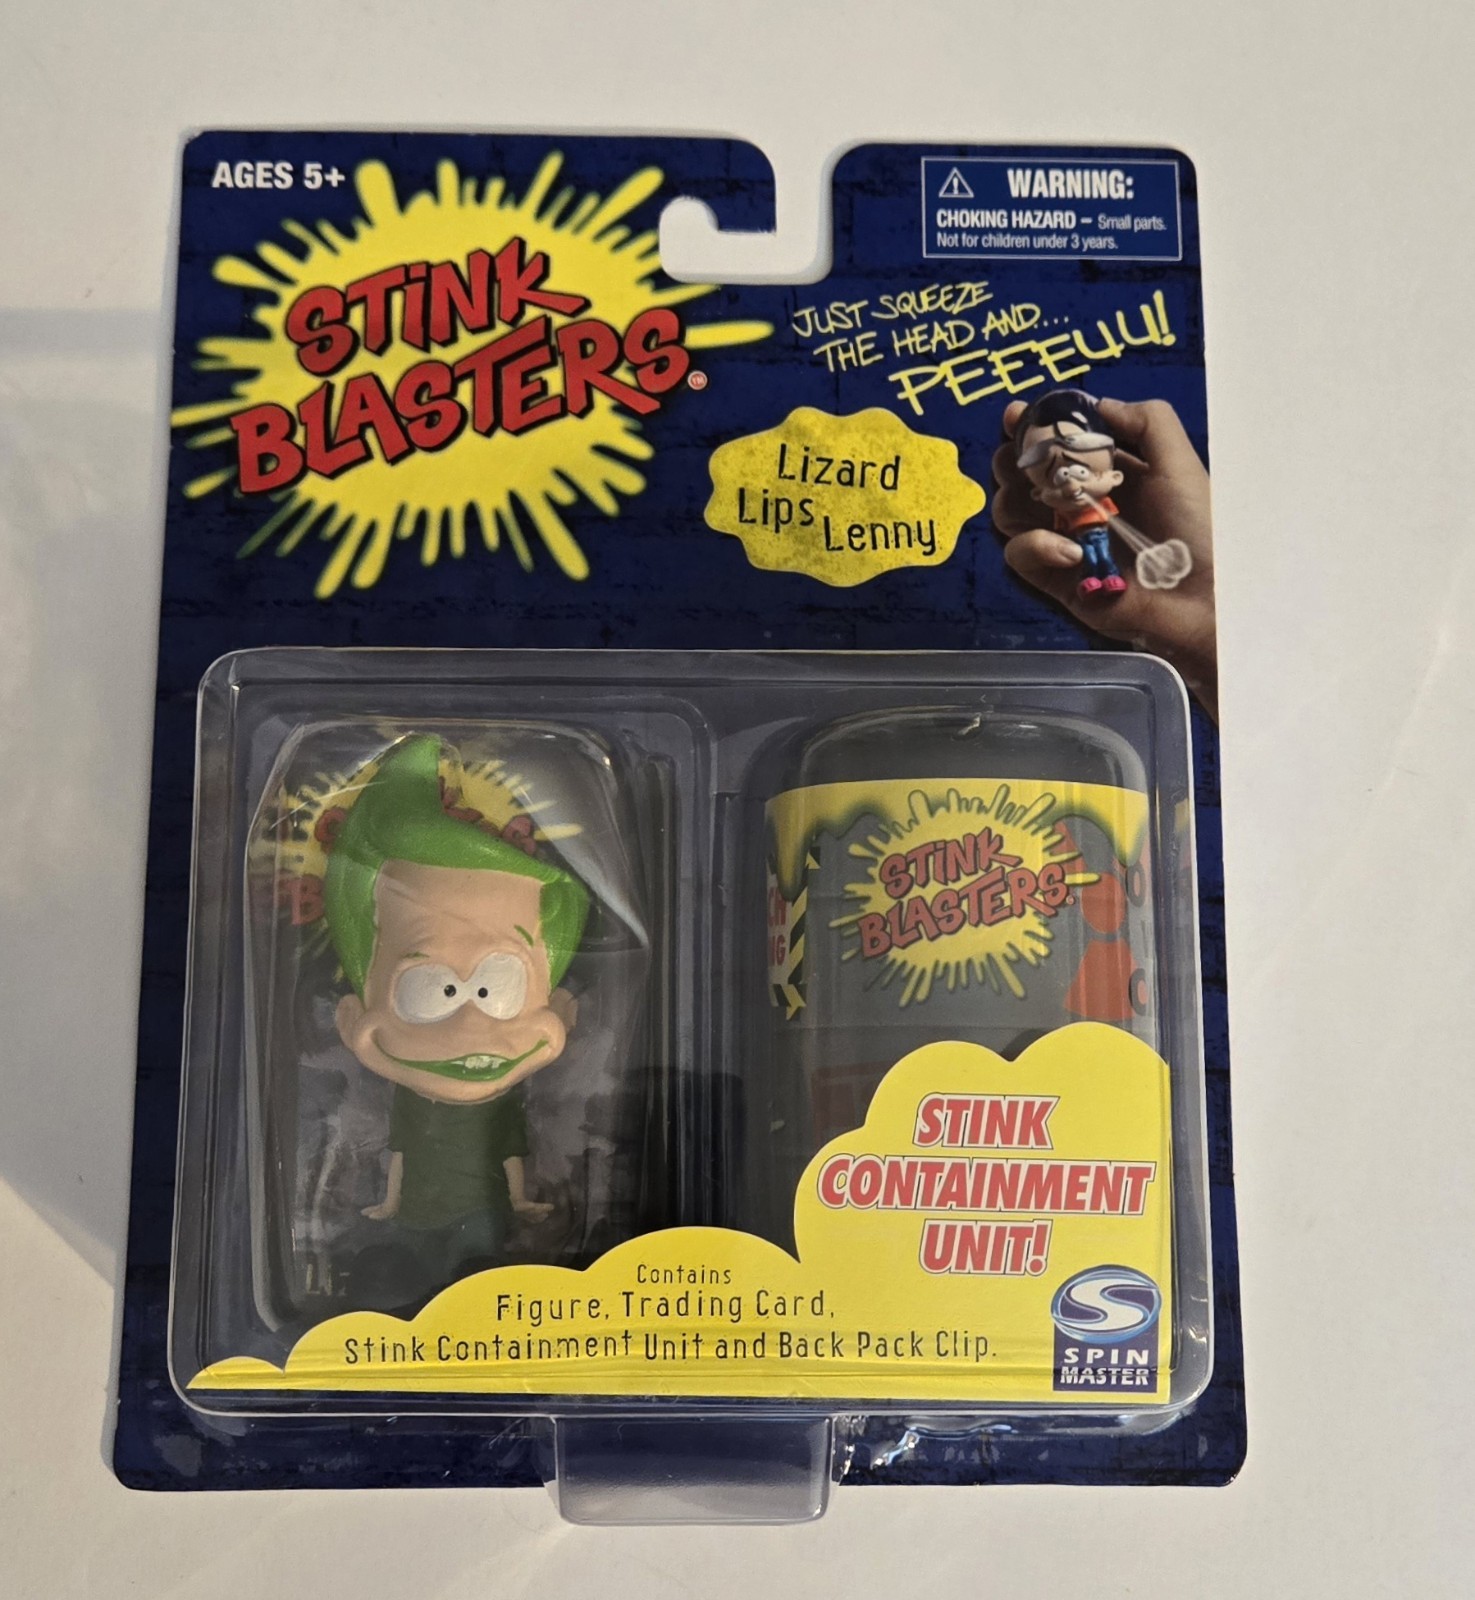 AGES 5+
STINK
BLASTERS
TM
WARNING:
CHOKING HAZARD – Small parts.
Not for children under 3 years.
JUST SQUEEZE
THE HEAD AND....
PEEEUU!
Lizard
Lips Lenny
STINK
BLASTERS
STINK
CONTAINMENT
UNIT!
Contains
Figure, Trading Card,
Stink Containment Unit and Back Pack Clip.
SPIN
MASTER